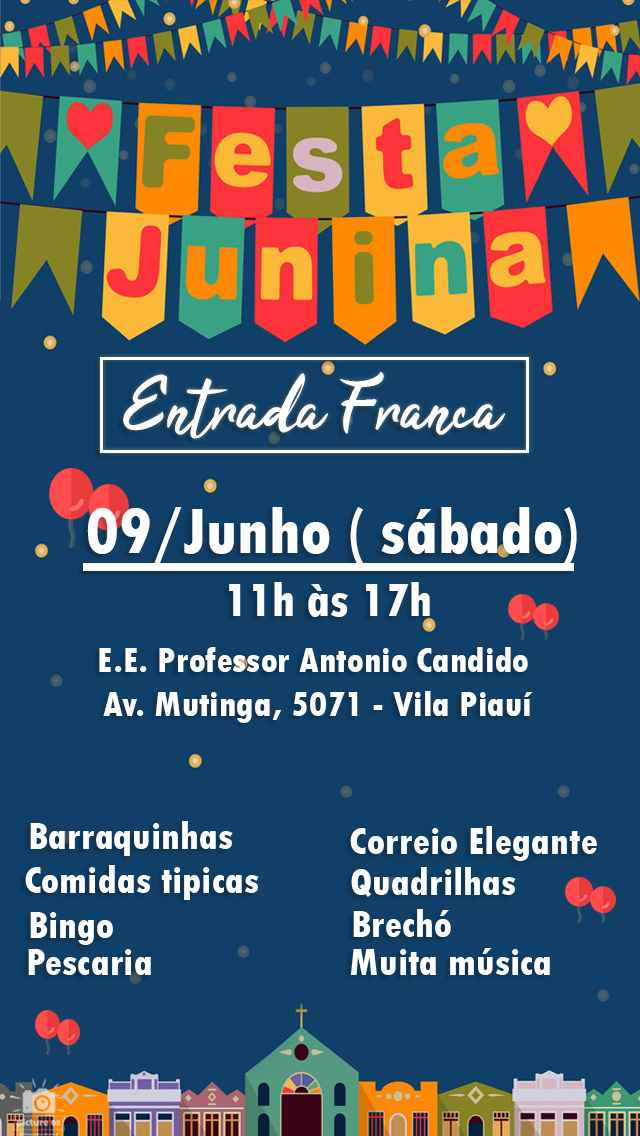 Festa
Junina
Entrada Franca
09/Junho ( sábado)
11h às 17h
E.E. Professor Antonio Candido
Av. Mutinga, 5071 - Vila Piauí
Barraquinhas
Comidas tipicas
Bingo
Pescaria
Correio Elegante
Quadrilhas
Brechó
Muita música